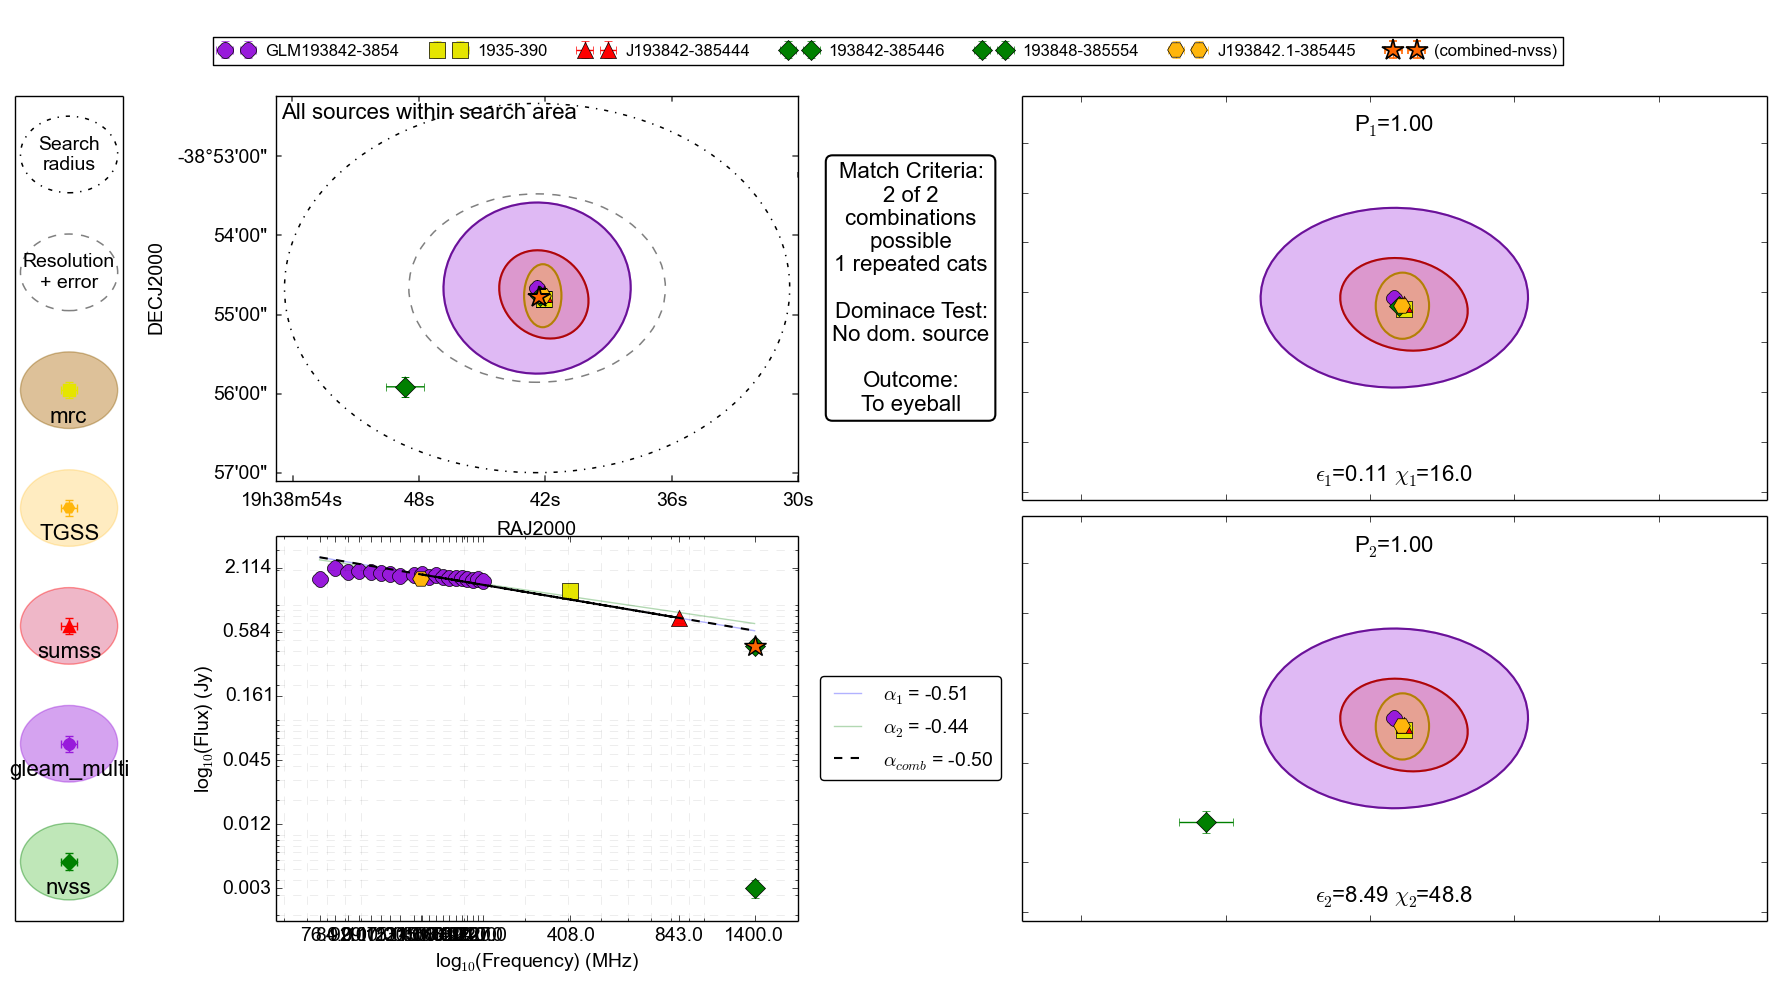 GLM193842-3854 1935-390 J193842-385444 193842-385446 193848-385554 J193842.1-385445 (combined-nvss)
Search
radius
Resolution
+ error
mrc
TGSS
sumss
gleam_multi
nvss
All sources within search area
DECJ2000
-38°53'00"
54'00"
55'00"
56'00"
57'00"
19h38m54s 48s 42s 36s 30s
RAJ2000
Match Criteria:
2 of 2
combinations
possible
1 repeated cats
Dominace Test:
No dom. source
Outcome:
To eyeball
P1=1.00
ϵ1=0.11 χ1=16.0
log10(Flux) (Jy)
2.114
0.584
0.161
0.045
0.012
0.003
408.0 843.0 1400.0
log10(Frequency) (MHz)
α1 = -0.51
α2 = -0.44
αcomb = -0.50
P2=1.00
ϵ2=8.49 χ2=48.8